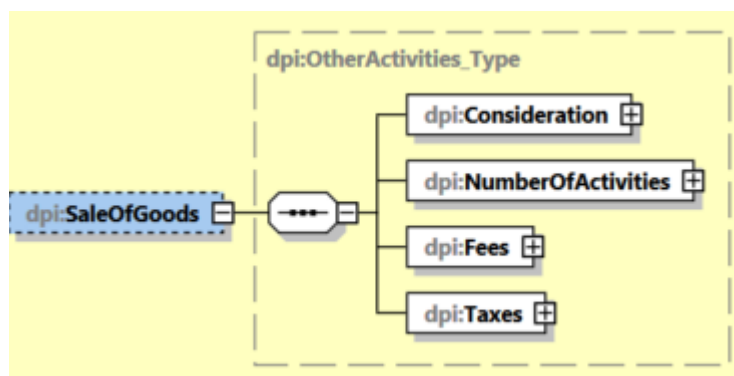 dpi:OtherActivities_Type
dpi:Consideration
dpi:NumberOfActivities
dpi:SaleOfGoods
dpi:Fees
dpi:Taxes